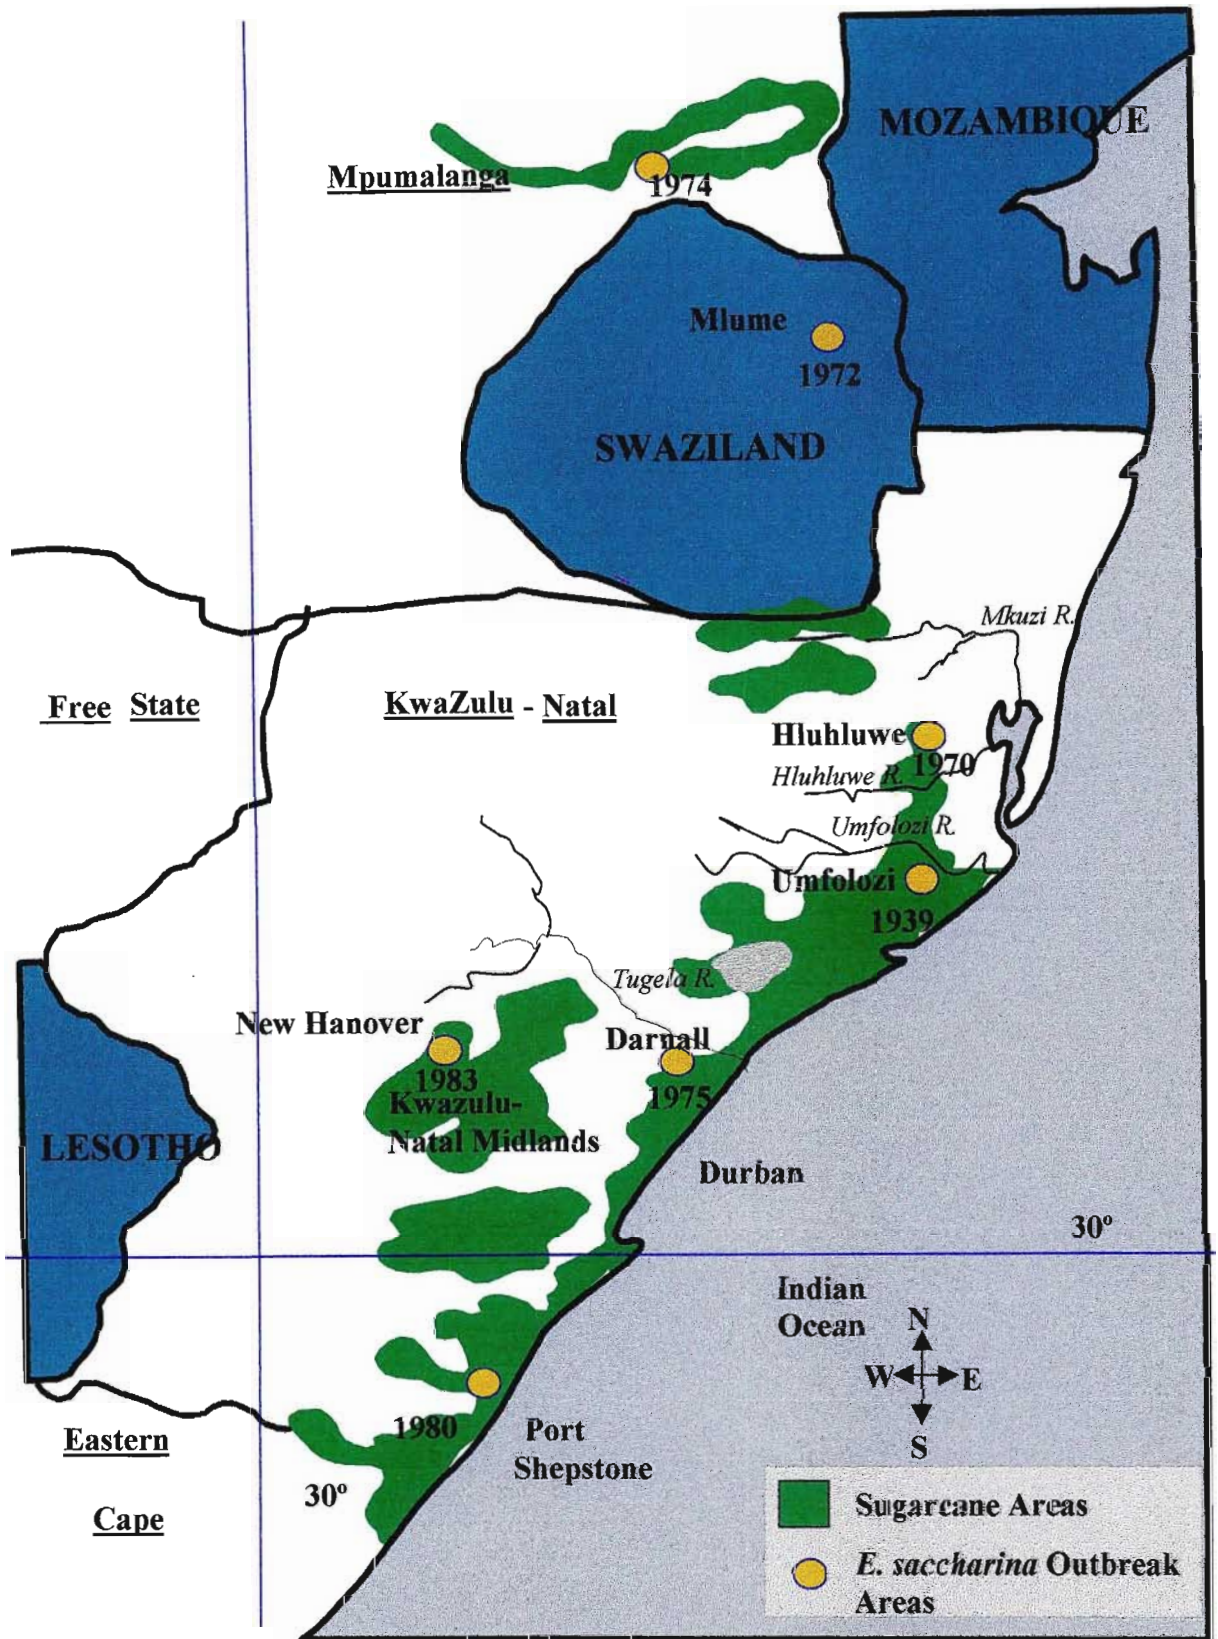 MOZAMBIQUE
Mpumalanga
1974
Mlume
1972
SWAZILAND
Mkuzi R.
Free State
KwaZulu - Natal
Hluhluwe
1970
Hluhluwe R.
Umfolozi R.
Umfolozi
1939
Tugela R.
New Hanover
Darnall
1983
1975
Kwazulu-
Natal Midlands
LESOTHO
Durban
30º
Indian
Ocean
N
W E
S
1980
Port
Shepstone
Eastern
Cape
30º
Sugarcane Areas
E. saccharina Outbreak
Areas